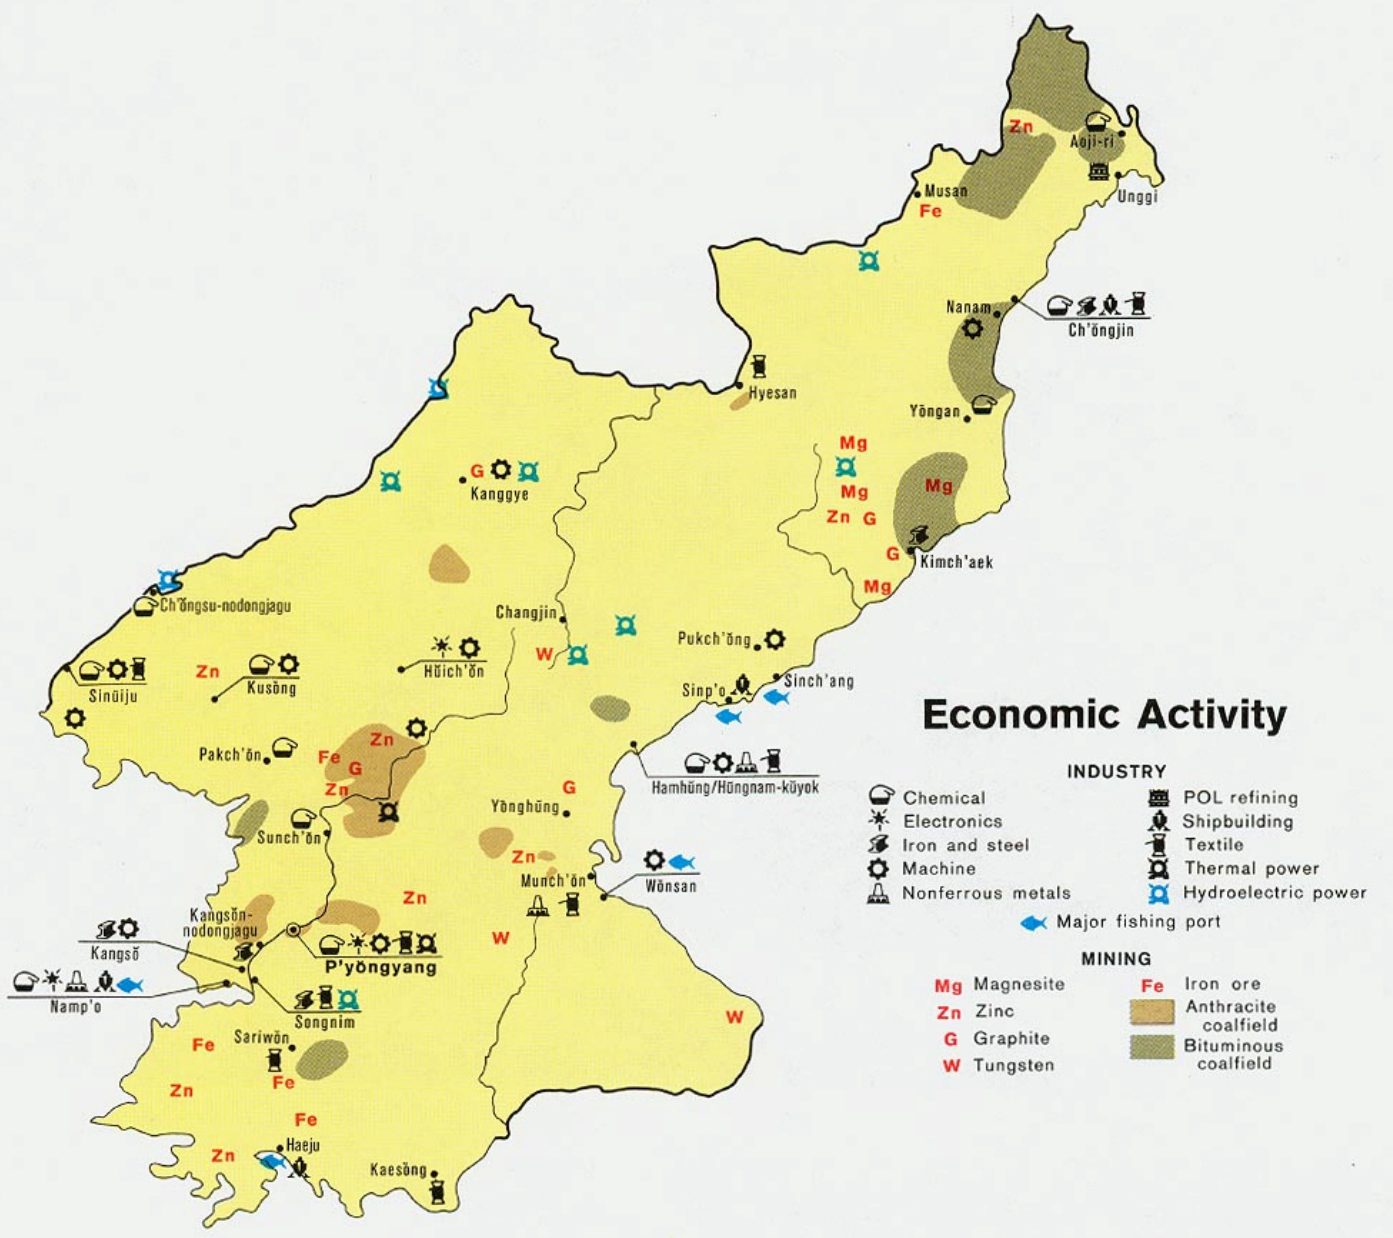 Zn
Aoji-ri
Musan
Fe
Unggi
Nanam
Ch'ŏngjin
Hyesan
Yŏngan
Mg
G
Kanggye
Mg
Mg
Zn G
G
Kimch'aek
Mg
Ch'ŏngsu-nodongjagu
Changjin
Pukch'ŏng
W
Zn
Hŭich'ŏn
Sinŭiju
Kusŏng
Sinp'o
Sinch'ang
Economic Activity
Zn
Pakch'ŏn
Fe
G
Zn
Hamhŭng/Hŭngnam-kŭyok
G
Yŏnghŭng
Sunch'ŏn
Zn
Munch'ŏn
Wŏnsan
Zn
Kangsŏn-
nodongjagu
W
Kangsŏ
P'yŏngyang
Namp'o
Songnim
W
Sariwŏn
Fe
Fe
Zn
Fe
Haeju
Zn
Kaesŏng
INDUSTRY
Chemical
Electronics
Iron and steel
Machine
Nonferrous metals
POL refining
Shipbuilding
Textile
Thermal power
Hydroelectric power
Major fishing port
MINING
Mg Magnesite
Zn Zinc
G Graphite
W Tungsten
Fe Iron ore
Anthracite
coalfield
Bituminous
coalfield